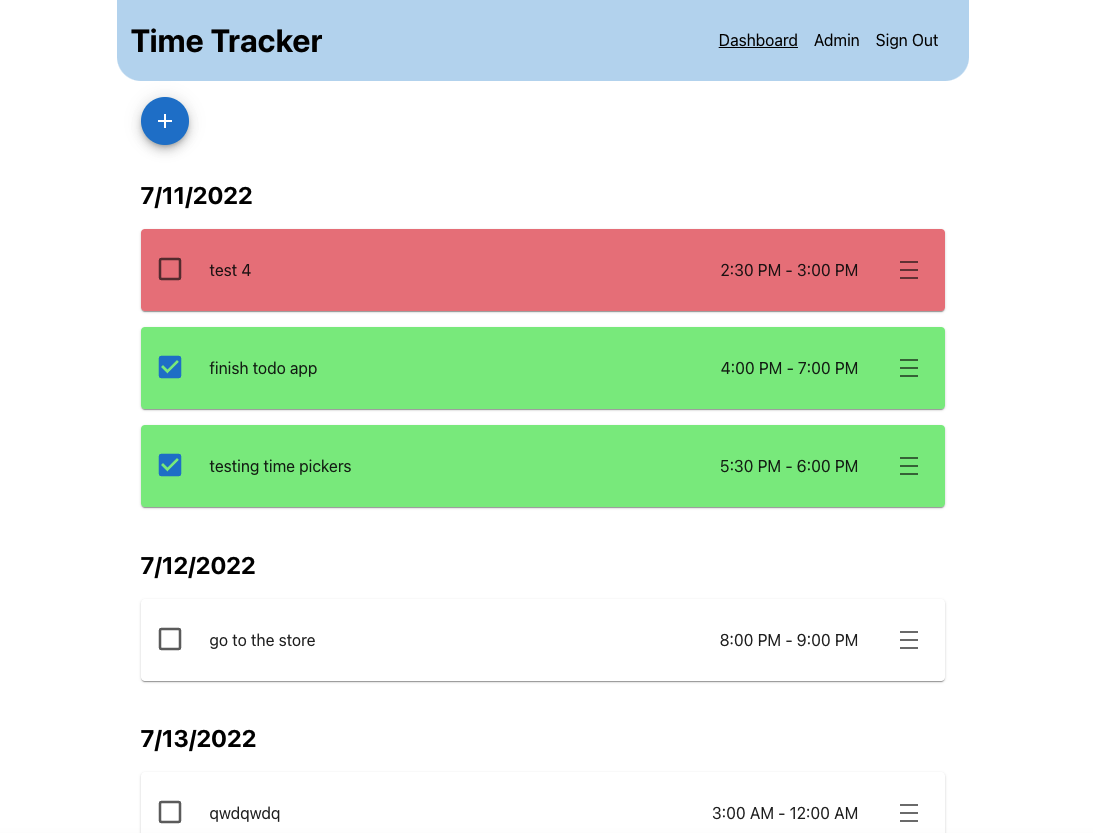 Time Tracker
Dashboard Admin Sign Out
+
7/11/2022
test 4 2:30 PM - 3:00 PM
finish todo app 4:00 PM - 7:00 PM
testing time pickers 5:30 PM - 6:00 PM
7/12/2022
go to the store 8:00 PM - 9:00 PM
7/13/2022
qwdqwdq 3:00 AM - 12:00 AM